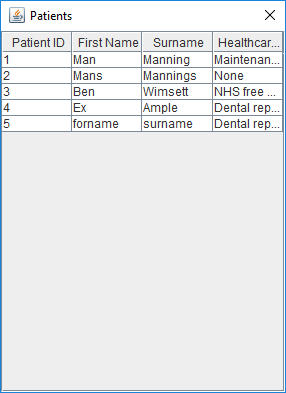 Patients
Patient ID First Name Surname Healthcar...
1 Man Manning Maintenan...
2 Mans Mannings None
3 Ben Wimsett NHS free ...
4 Ex Ample Dental rep...
5 forname surname Dental rep...